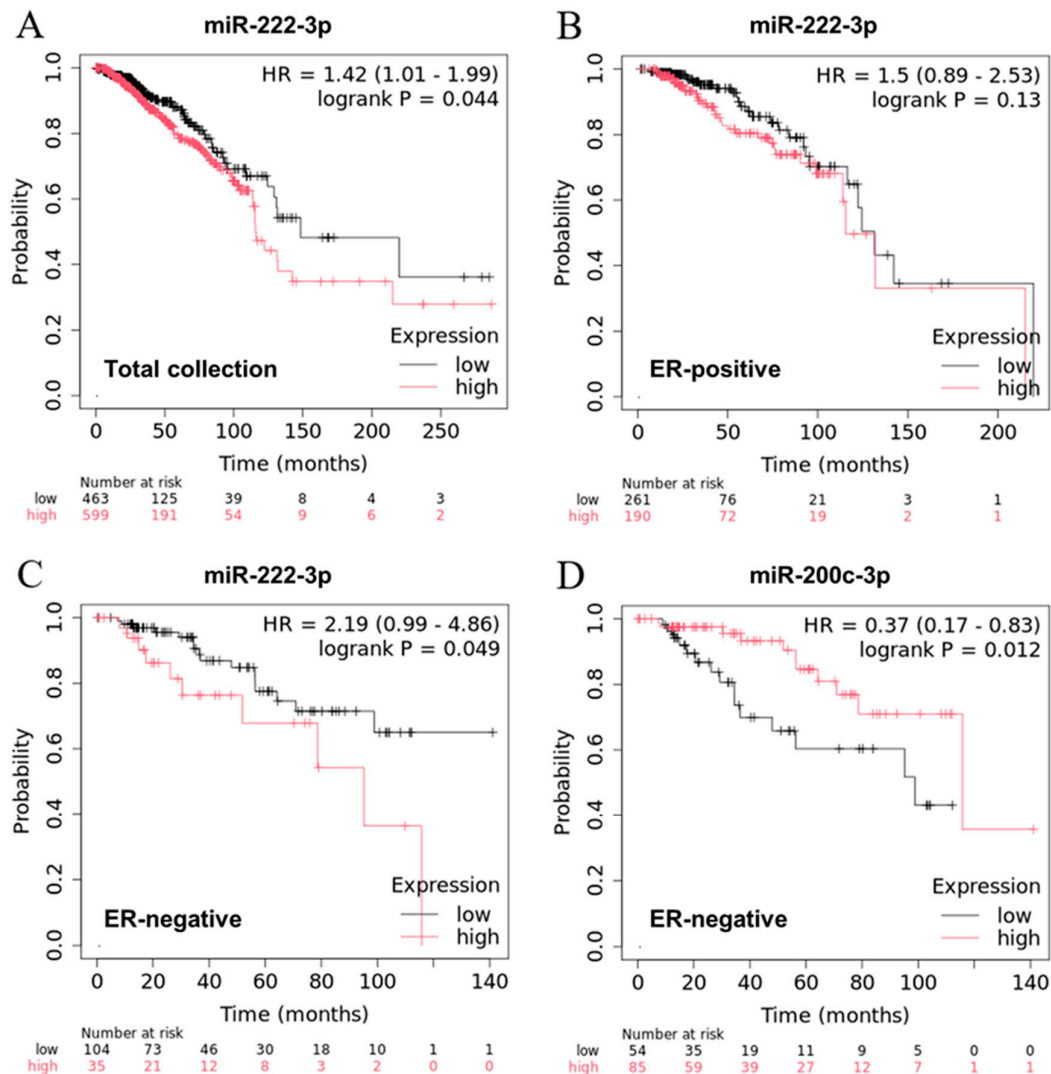 A
miR-222-3p
HR = 1.42 (1.01 - 1.99)
logrank P = 0.044
Probability
1.0
0.8
0.6
0.4
0.2
0.0
Expression
low
high
Total collection
0 50 100 150 200 250
Time (months)
Number at risk
low 463 125 39 8 4 3
high 599 191 54 9 6 2
B
miR-222-3p
HR = 1.5 (0.89 - 2.53)
logrank P = 0.13
Probability
1.0
0.8
0.6
0.4
0.2
0.0
Expression
low
high
ER-positive
0 50 100 150 200
Time (months)
Number at risk
low 261 76 21 3 1
high 190 72 19 2 1
C
miR-222-3p
HR = 2.19 (0.99 - 4.86)
logrank P = 0.049
Probability
1.0
0.8
0.6
0.4
0.2
0.0
Expression
low
high
ER-negative
0 20 40 60 80 100 140
Time (months)
Number at risk
low 104 73 46 30 18 10 1 1
high 35 21 12 8 3 2 0 0
D
miR-200c-3p
HR = 0.37 (0.17 - 0.83)
logrank P = 0.012
Probability
1.0
0.8
0.6
0.4
0.2
0.0
Expression
low
high
ER-negative
0 20 40 60 80 100 140
Time (months)
Number at risk
low 54 35 19 11 9 5 0 0
high 85 59 39 27 12 7 1 1